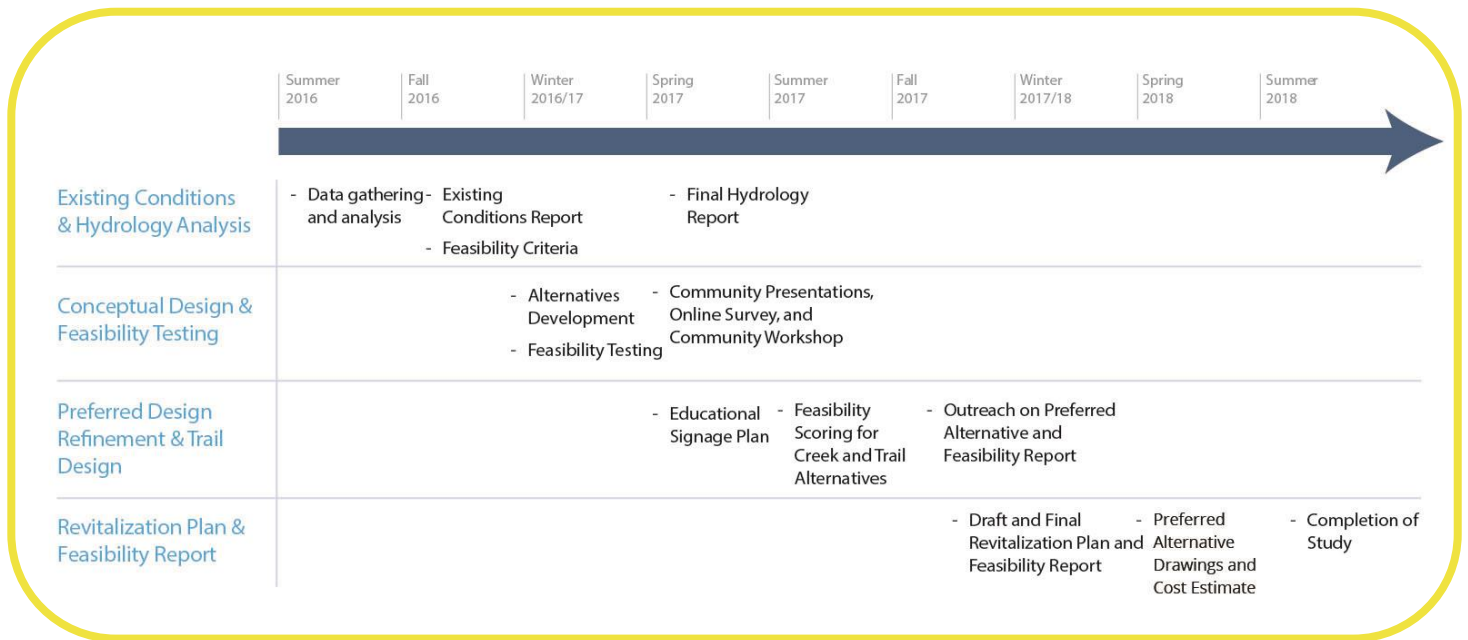 Summer 2016
Fall 2016
Winter 2016/17
Spring 2017
Summer 2017
Fall 2017
Winter 2017/18
Spring 2018
Summer 2018
Existing Conditions
& Hydrology Analysis
- Data gathering
and analysis
- Existing
Conditions Report
- Feasibility Criteria
- Final Hydrology
Report
Conceptual Design &
Feasibility Testing
- Alternatives
Development
- Feasibility Testing
- Community Presentations,
Online Survey, and
Community Workshop
Preferred Design
Refinement & Trail
Design
- Educational
Signage Plan
- Feasibility
Scoring for
Creek and Trail
Alternatives
- Outreach on Preferred
Alternative and
Feasibility Report
Revitalization Plan &
Feasibility Report
- Draft and Final
Revitalization Plan and
Feasibility Report
- Preferred
Alternative
Drawings and
Cost Estimate
- Completion of
Study